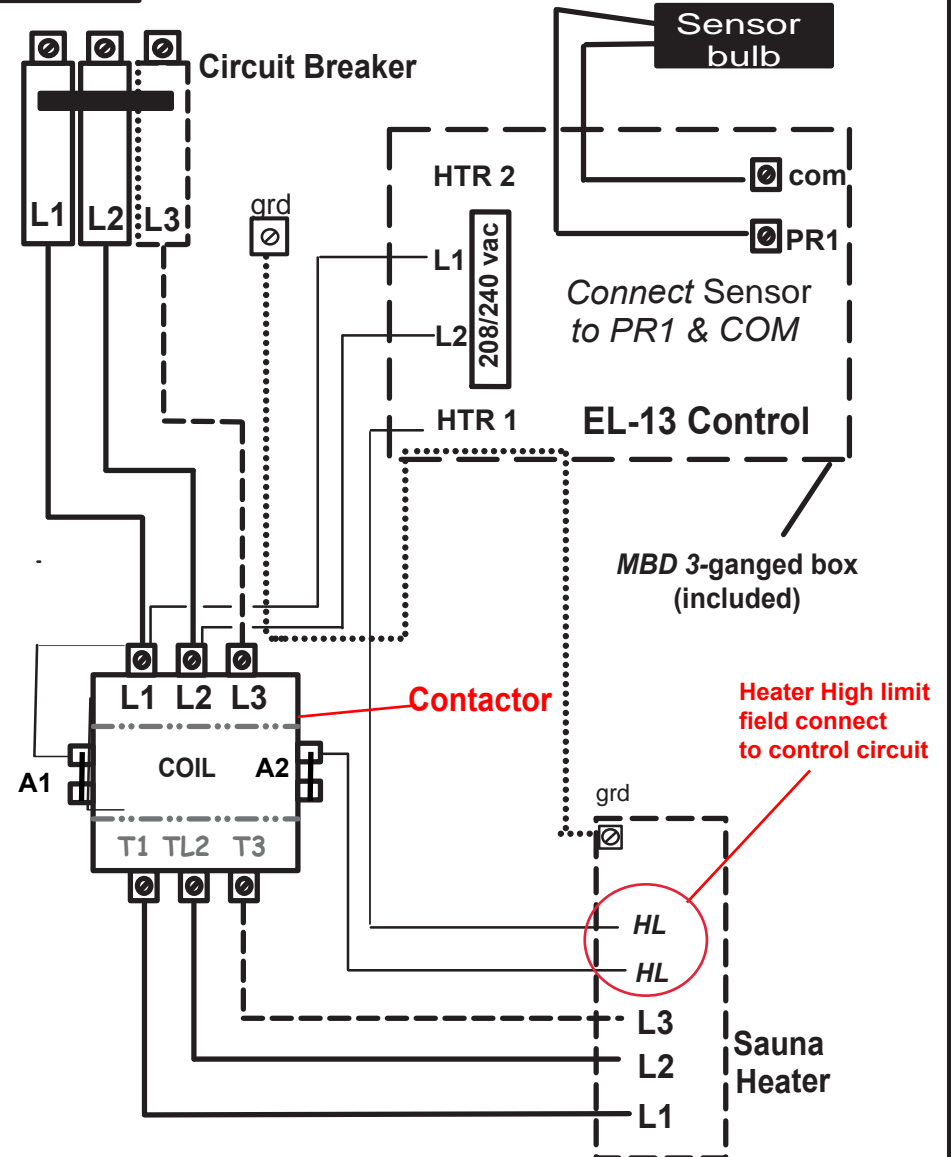 Sensor
bulb
Circuit Breaker
L1
L2
L3
grd
HTR 2
com
L1
208/240 vac
PR1
L2
Connect Sensor
to PR1 & COM
HTR 1
EL-13 Control
MBD 3-ganged box
(included)
L1 L2 L3
Contactor
Heater High limit
field connect
to control circuit
A1
COIL
A2
T1 TL2 T3
grd
HL
HL
L3
L2
L1
Sauna
Heater